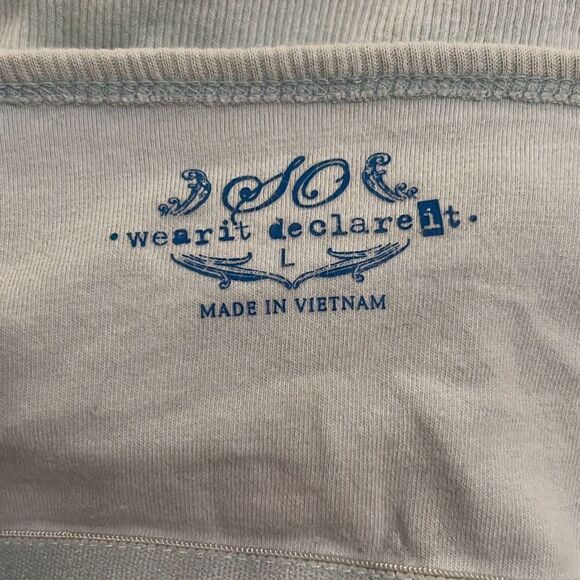 SO
•wearit declareit•
L
MADE IN VIETNAM